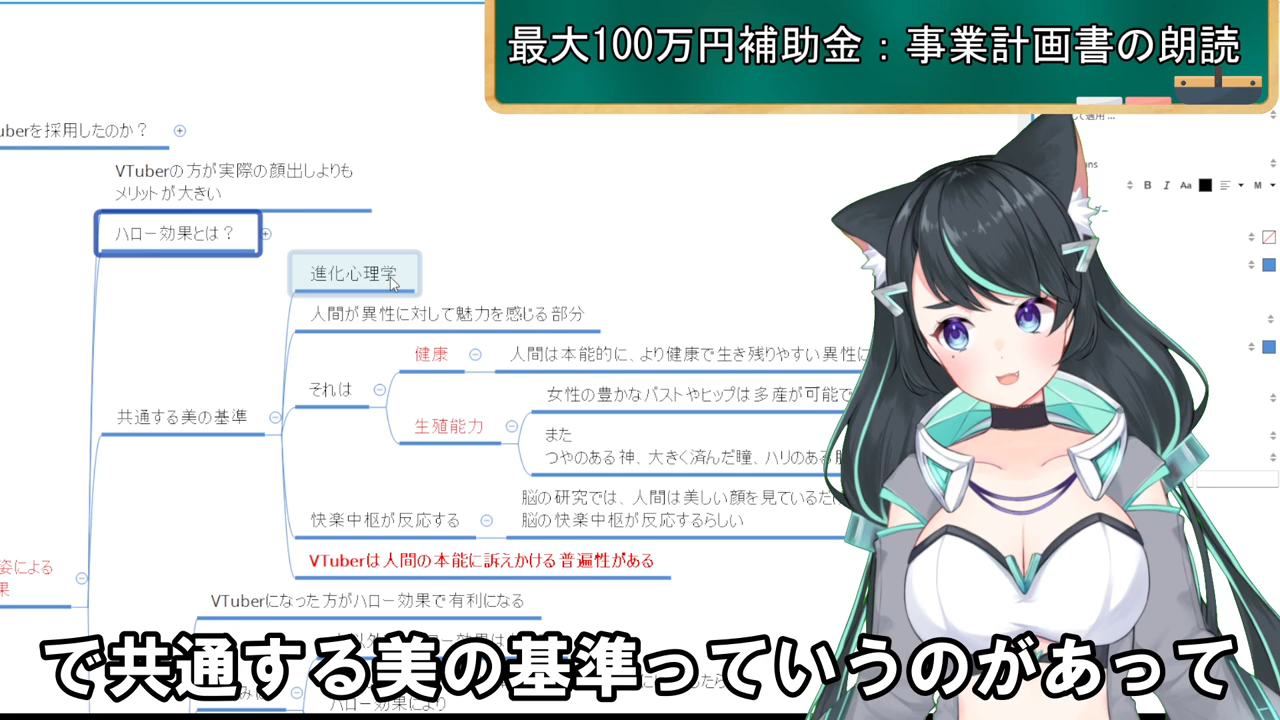 最大100万円補助金：事業計画書の朗読
uberを採用したのか？
VTuberの方が実際の顔出しよりも
メリットが大きい
ハロー効果とは？
進化心理学
人間が異性に対して魅力を感じる部分
健康
人間は本能的に、より健康で生き残りやすい異性に
それは
女性の豊かなバストやヒップは多産が可能で
共通する美の基準
生殖能力
また
つやのある神、大きく済んだ瞳、ハリのある
脳の研究では、人間は美しい顔を見ているだけ
快楽中枢が反応する
脳の快楽中枢が反応するらしい
VTuberは人間の本能に訴えかける普遍性がある
姿による
果
VTuberになった方がハロー効果で有利になる
で共通する美の基準っていうのがあって
ハロー効果により
B I Aa M